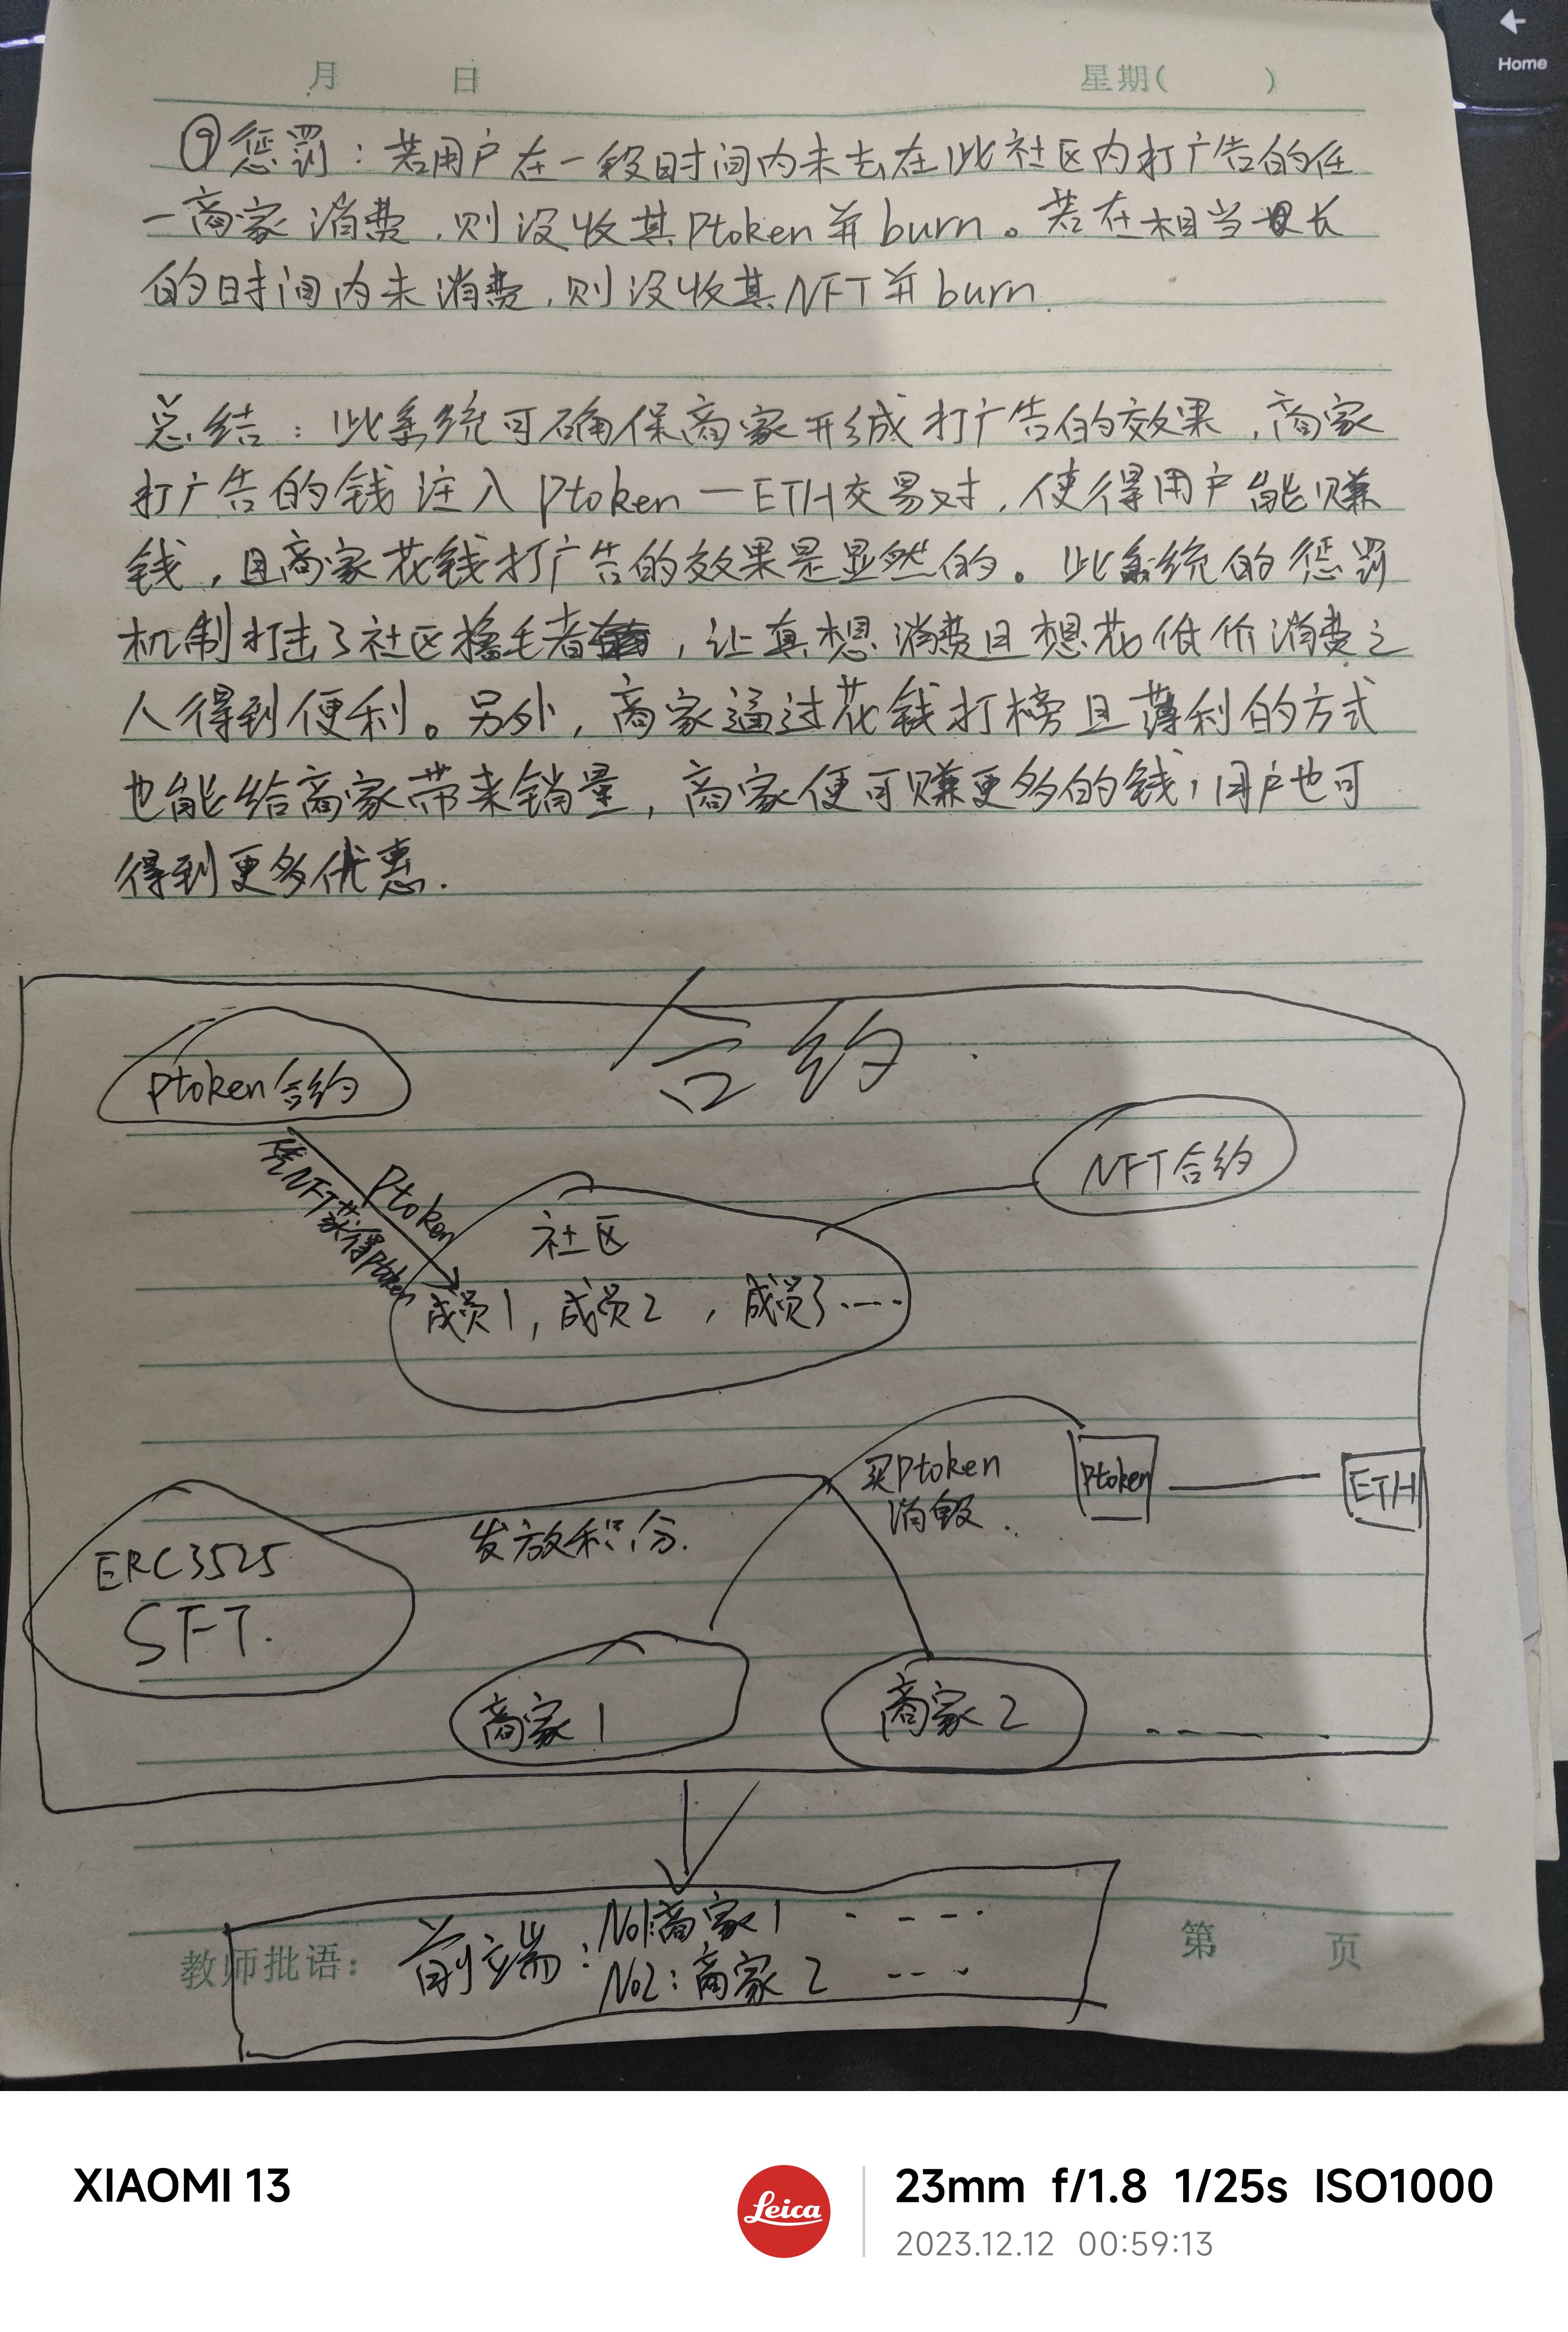 Home
月 日 星期( )
⑨惩罚：若用户在一段时间内未去在此社区内打广告的任
一商家消费，则没收其Ptoken并burn。若在相当长
的时间内未消费，则没收其NFT并burn.
总结：此系统可确保商家形成打广告的效果，商家
打广告的钱注入Ptoken—ETH交易对，使得用户能赚
钱，且商家花钱打广告的效果是显然的。此系统的惩罚
机制打击了社区撸毛者，让真想消费且想花低价消费之
人得到便利。另外，商家通过花钱打榜且薄利的方式
也能给商家带来销量，商家便可赚更多的钱，用户也可
得到更多优惠.
合约
Ptoken合约
NFT合约
凭NFT获得Ptoken
Ptoken
社区
成员1，成员2，成员3....
买Ptoken
消毁.
Ptoken
ETH
发放积分.
ERC3525
SFT.
商家1
商家2
前端：No1:商家1
No2：商家2
教师批语：
第 页
XIAOMI 13
Leica
23mm f/1.8 1/25s ISO1000
2023.12.12 00:59:13